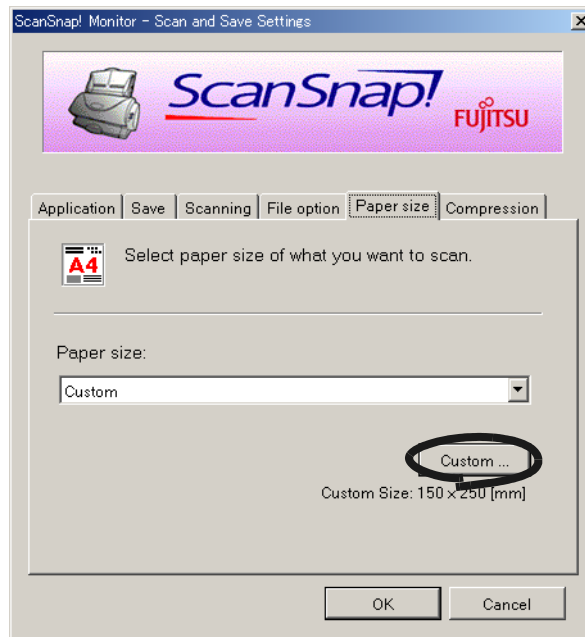 ScanSnap! Monitor - Scan and Save Settings
ScanSnap!
FUJITSU
Application Save Scanning File option Paper size Compression
A4
Select paper size of what you want to scan.
Paper size:
Custom
Custom ...
Custom Size: 150 x 250 [mm]
OK Cancel